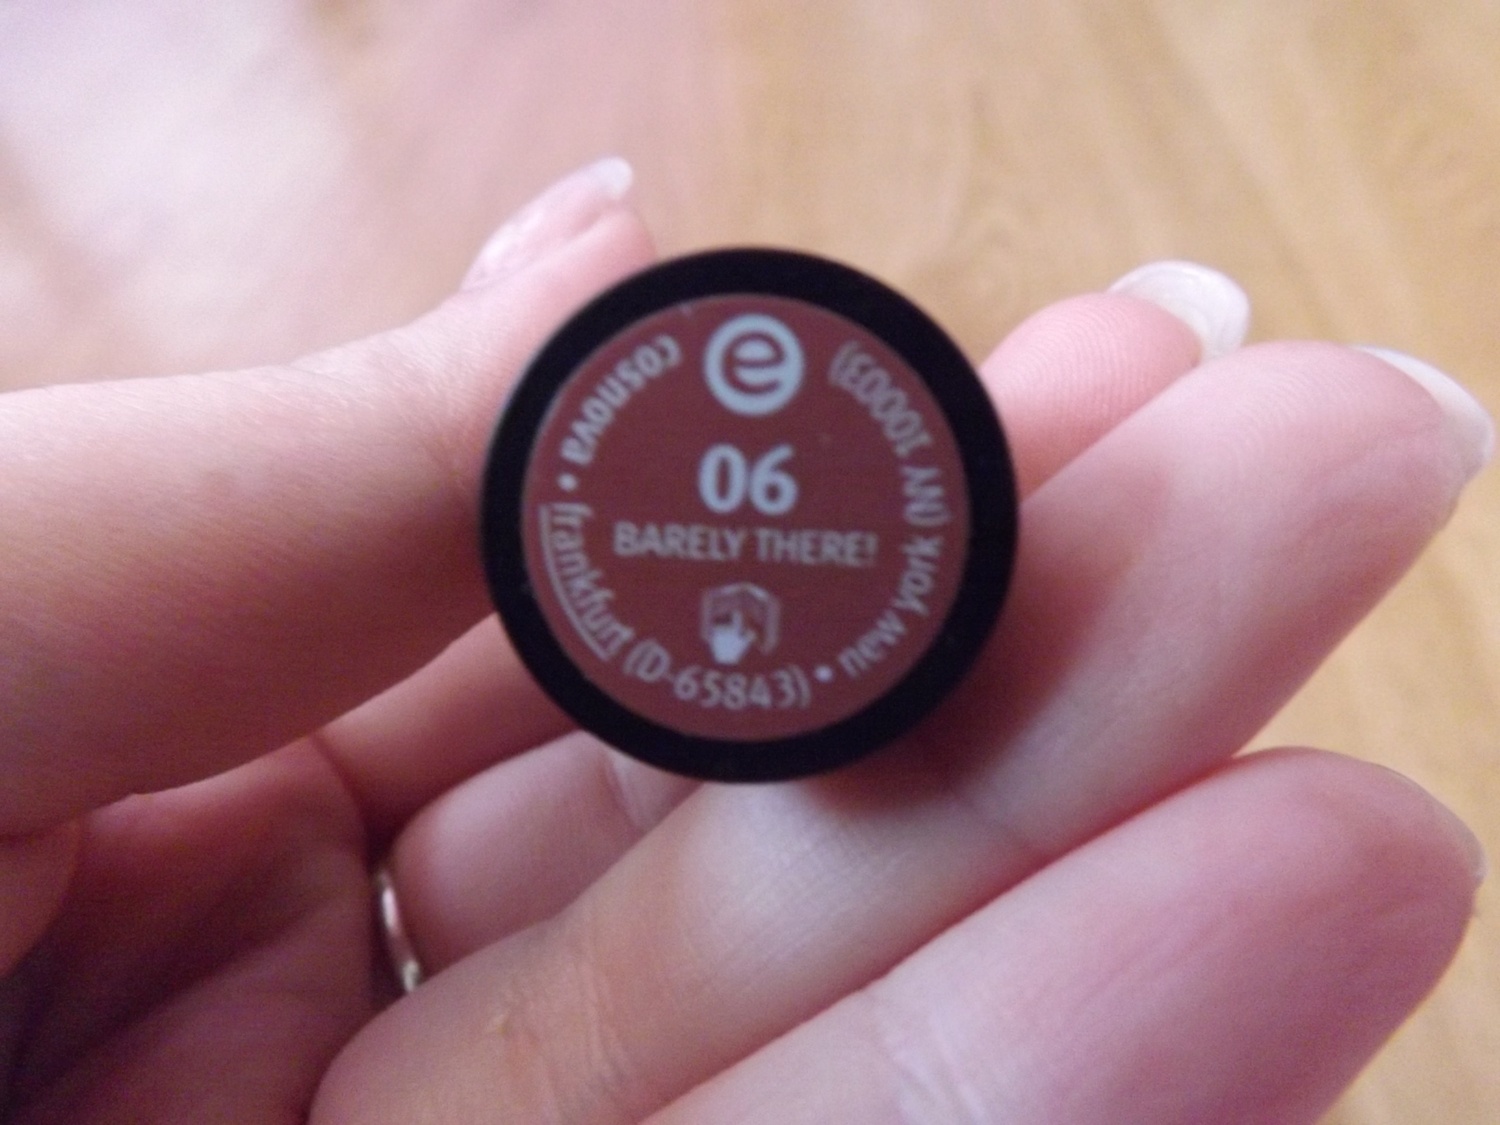 e
06
BARELY THERE!
cosnova • frankfurt (D-65843) • new york (NY 10003)